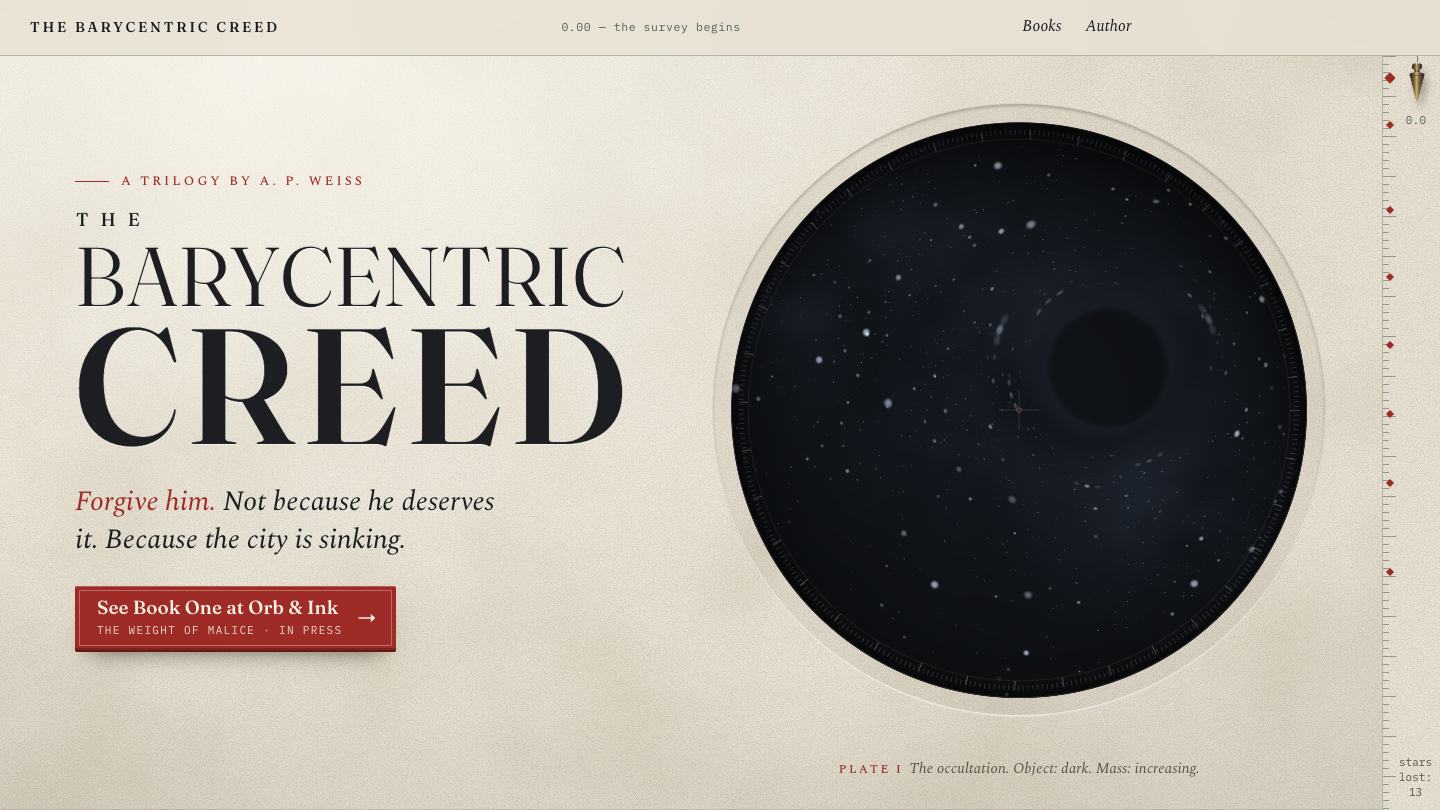 THE BARYCENTRIC CREED
0.00 — the survey begins
Books
Author
0.0
A TRILOGY BY A. P. WEISS
THE
BARYCENTRIC
CREED
Forgive him. Not because he deserves
it. Because the city is sinking.
See Book One at Orb & Ink →
THE WEIGHT OF MALICE · IN PRESS
PLATE I The occultation. Object: dark. Mass: increasing.
stars
lost:
13